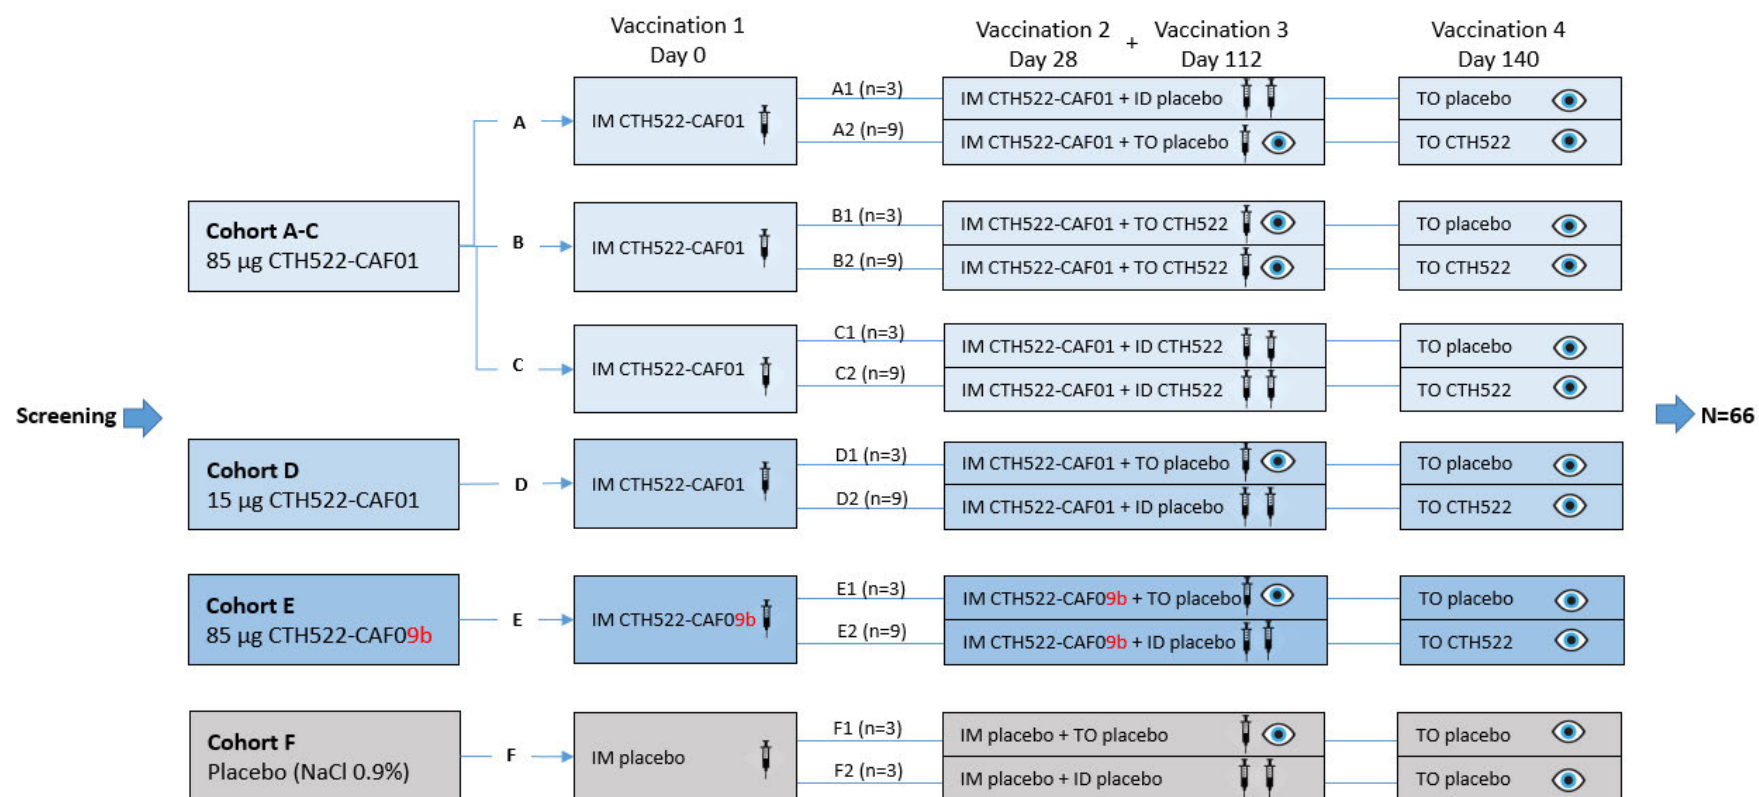 Vaccination 1
Day 0
Vaccination 2 + Vaccination 3
Day 28 Day 112
Vaccination 4
Day 140
Screening
Cohort A-C
85 µg CTH522-CAF01
A
IM CTH522-CAF01
A1 (n=3)
IM CTH522-CAF01 + ID placebo
TO placebo
A2 (n=9)
IM CTH522-CAF01 + TO placebo
TO CTH522
B
IM CTH522-CAF01
B1 (n=3)
IM CTH522-CAF01 + TO CTH522
TO placebo
B2 (n=9)
IM CTH522-CAF01 + TO CTH522
TO CTH522
C
IM CTH522-CAF01
C1 (n=3)
IM CTH522-CAF01 + ID CTH522
TO placebo
C2 (n=9)
IM CTH522-CAF01 + ID CTH522
TO CTH522
Cohort D
15 µg CTH522-CAF01
D
IM CTH522-CAF01
D1 (n=3)
IM CTH522-CAF01 + TO placebo
TO placebo
D2 (n=9)
IM CTH522-CAF01 + ID placebo
TO CTH522
Cohort E
85 µg CTH522-CAF09b
E
IM CTH522-CAF09b
E1 (n=3)
IM CTH522-CAF09b + TO placebo
TO placebo
E2 (n=9)
IM CTH522-CAF09b + ID placebo
TO CTH522
Cohort F
Placebo (NaCl 0.9%)
F
IM placebo
F1 (n=3)
IM placebo + TO placebo
TO placebo
F2 (n=3)
IM placebo + ID placebo
TO placebo
N=66